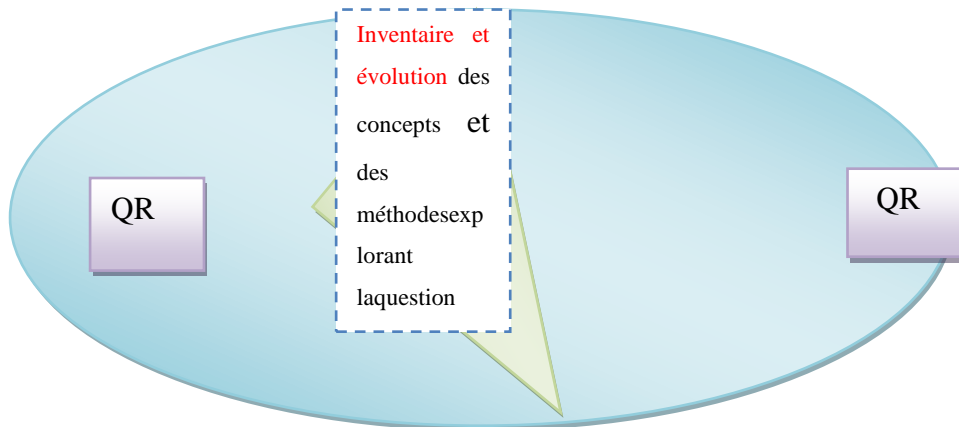 Inventaire et
évolution des
concepts et
des
méthodesexp
lorant
laquestion
QR
QR